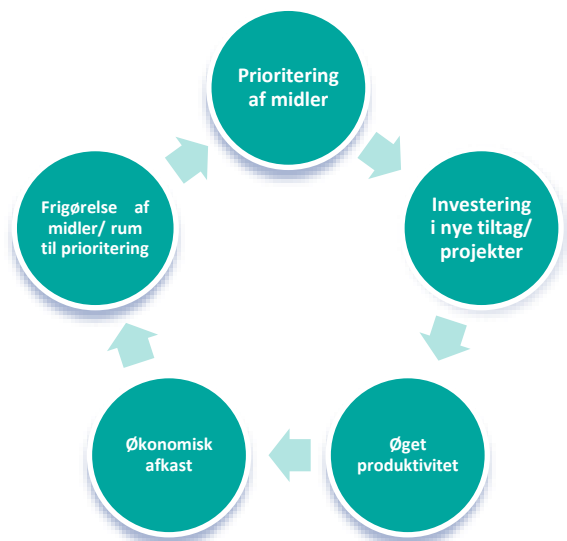 Prioritering
af midler
Investering
i nye tiltag/
projekter
Øget
produktivitet
Økonomisk
afkast
Frigørelse af
midler/ rum
til prioritering